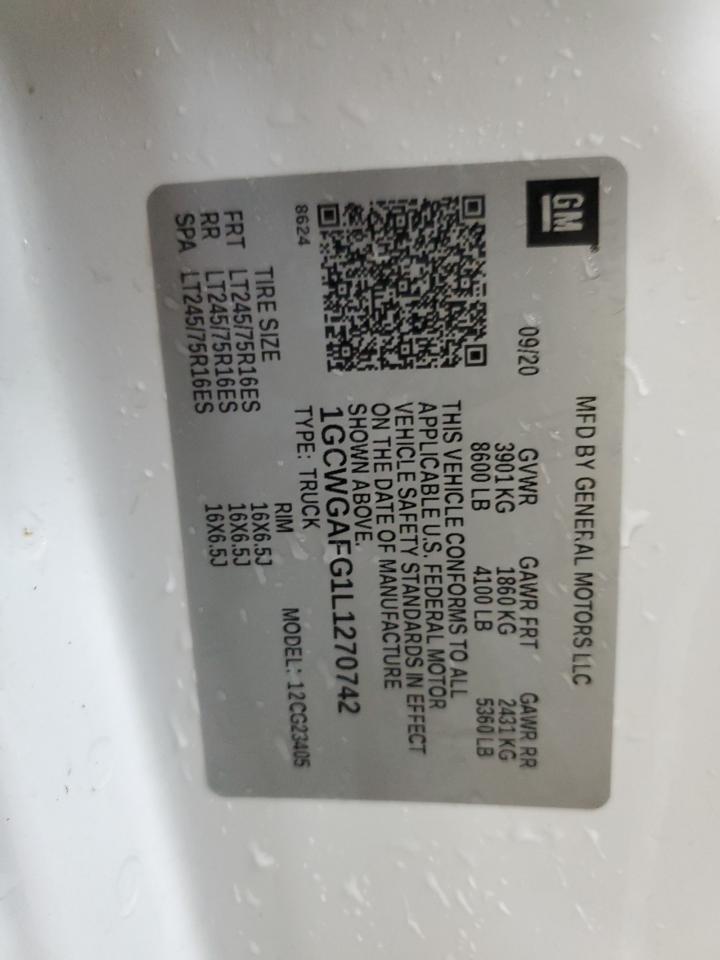 GM
MFD BY GENERAL MOTORS LLC
09/20
GVWR GAWR FRT GAWR RR
3901 KG 1860 KG 2431 KG
8600 LB 4100 LB 5360 LB
THIS VEHICLE CONFORMS TO ALL
APPLICABLE U.S. FEDERAL MOTOR
VEHICLE SAFETY STANDARDS IN EFFECT
ON THE DATE OF MANUFACTURE
SHOWN ABOVE.
1GCWGAFG1L1270742
TYPE: TRUCK
MODEL: 12CG23405
8624
TIRE SIZE RIM
FRT LT245/75R16ES 16X6.5J
RR LT245/75R16ES 16X6.5J
SPA LT245/75R16ES 16X6.5J